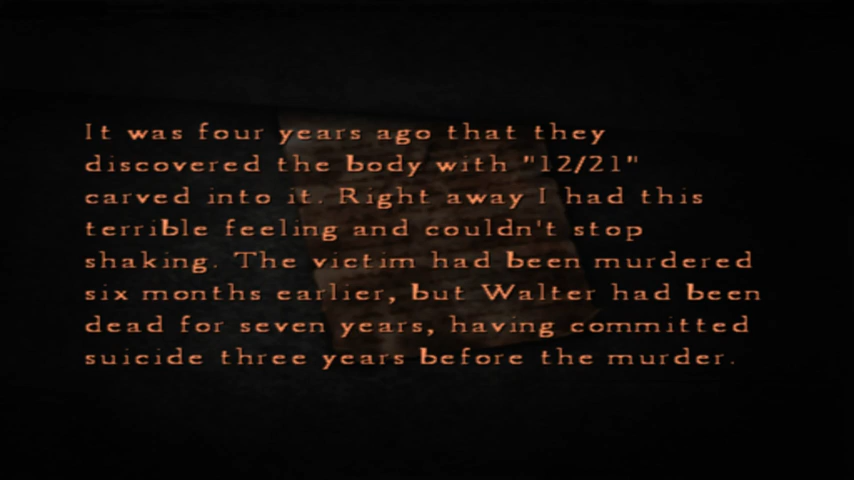 It was four years ago that they
discovered the body with "12/21"
carved into it. Right away I had this
terrible feeling and couldn't stop
shaking. The victim had been murdered
six months earlier, but Walter had been
dead for seven years, having committed
suicide three years before the murder.